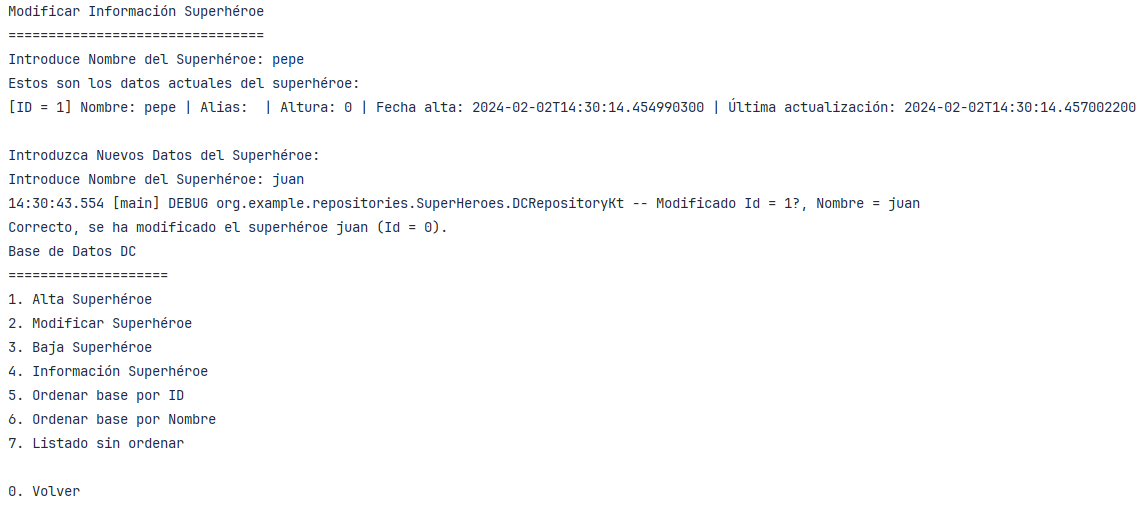 Modificar Información Superhéroe
================================
Introduce Nombre del Superhéroe: pepe
Estos son los datos actuales del superhéroe:
[ID = 1] Nombre: pepe | Alias:  | Altura: 0 | Fecha alta: 2024-02-02T14:30:14.454990300 | Última actualización: 2024-02-02T14:30:14.457002200
Introduzca Nuevos Datos del Superhéroe:
Introduce Nombre del Superhéroe: juan
14:30:43.554 [main] DEBUG org.example.repositories.SuperHeroes.DCRepositoryKt -- Modificado Id = 1?, Nombre = juan
Correcto, se ha modificado el superhéroe juan (Id = 0).
Base de Datos DC
====================
1. Alta Superhéroe
2. Modificar Superhéroe
3. Baja Superhéroe
4. Información Superhéroe
5. Ordenar base por ID
6. Ordenar base por Nombre
7. Listado sin ordenar
0. Volver